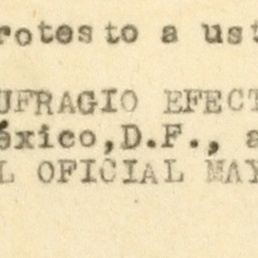 rotesto a ust
UFRAGIO EFECT
éxico,D.F., a
L OFICIAL MAY